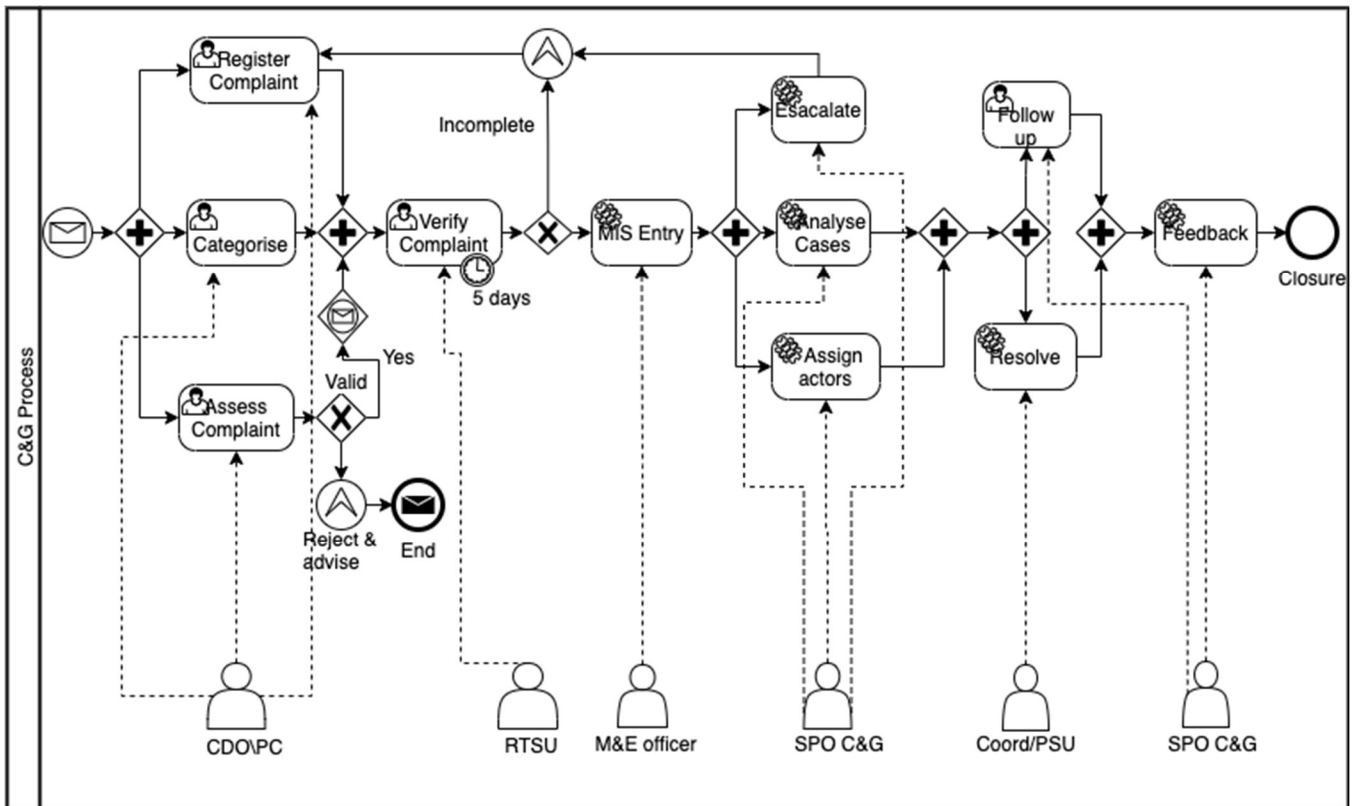 C&G Process
Register
Complaint
Categorise
Assess
Complaint
Valid
Yes
Reject &
advise
End
Verify
Complaint
5 days
Incomplete
MIS Entry
Esacalate
Analyse
Cases
Assign
actors
Follow
up
Resolve
Feedback
Closure
CDO\PC
RTSU
M&E officer
SPO C&G
Coord/PSU
SPO C&G